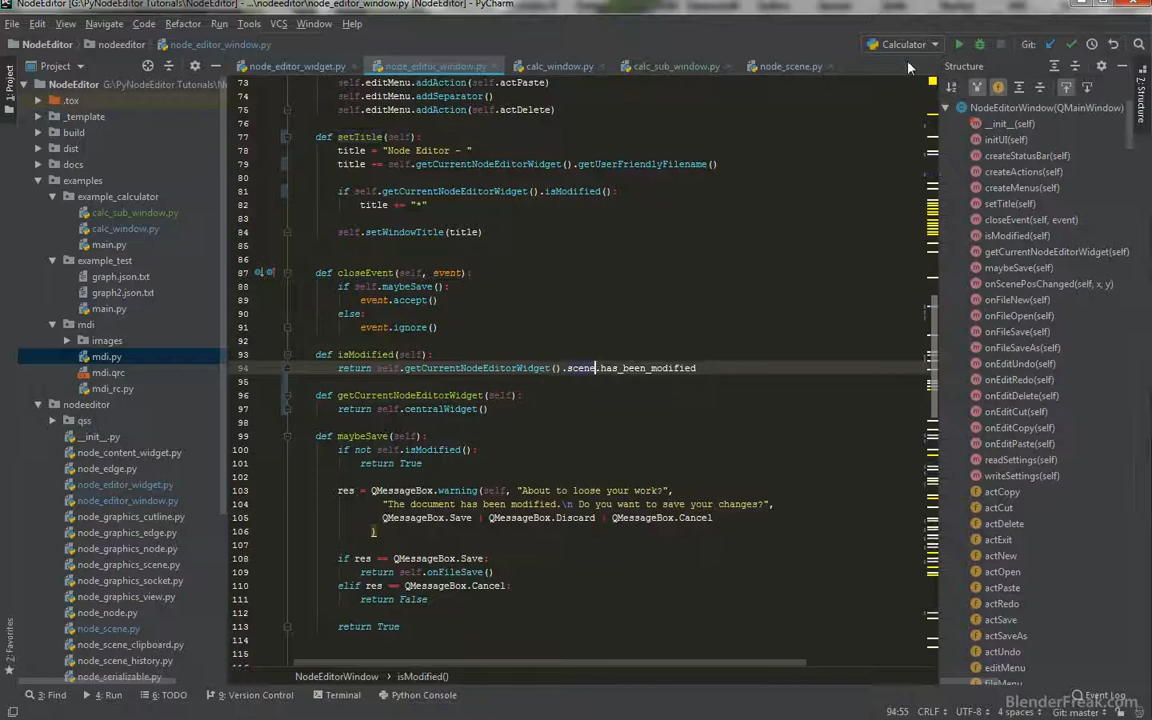 NodeEditor [G:\PyNodeEditor Tutorials\NodeEditor] - ...\nodeeditor\node_editor_window.py [NodeEditor] - PyCharm
File Edit View Navigate Code Refactor Run Tools VCS Window Help
NodeEditor nodeeditor node_editor_window.py
Calculator
Git:
Project
node_editor_widget.py
node_editor_window.py
calc_window.py
calc_sub_window.py
node_scene.py
Structure
1: Project
NodeEditor G:\PyNodeEditor Tutorials\N
.tox
_template
build
dist
docs
examples
example_calculator
calc_sub_window.py
calc_window.py
main.py
example_test
graph.json.txt
graph2.json.txt
main.py
mdi
images
mdi.py
mdi.qrc
mdi_rc.py
nodeeditor
qss
__init__.py
node_content_widget.py
node_edge.py
node_editor_widget.py
node_editor_window.py
node_graphics_cutline.py
node_graphics_edge.py
node_graphics_node.py
node_graphics_scene.py
node_graphics_socket.py
node_graphics_view.py
node_node.py
node_scene.py
node_scene_clipboard.py
node_scene_history.py
node_serializable.py
2: Favorites
73 self.editMenu.addAction(self.actPaste)
74 self.editMenu.addSeparator()
75 self.editMenu.addAction(self.actDelete)
76
77 def setTitle(self):
78 title = "Node Editor - "
79 title += self.getCurrentNodeEditorWidget().getUserFriendlyFilename()
80
81 if self.getCurrentNodeEditorWidget().isModified():
82 title += "*"
83
84 self.setWindowTitle(title)
85
86
87 def closeEvent(self, event):
88 if self.maybeSave():
89 event.accept()
90 else:
91 event.ignore()
92
93 def isModified(self):
94 return self.getCurrentNodeEditorWidget().scene.has_been_modified
95
96 def getCurrentNodeEditorWidget(self):
97 return self.centralWidget()
98
99 def maybeSave(self):
100 if not self.isModified():
101 return True
102
103 res = QMessageBox.warning(self, "About to loose your work?",
104 "The document has been modified.\n Do you want to save your changes?",
105 QMessageBox.Save | QMessageBox.Discard | QMessageBox.Cancel
106 )
107
108 if res == QMessageBox.Save:
109 return self.onFileSave()
110 elif res == QMessageBox.Cancel:
111 return False
112
113 return True
114
NodeEditorWindow isModified()
NodeEditorWindow(QMainWindow)
__init__(self)
initUI(self)
createStatusBar(self)
createActions(self)
createMenus(self)
setTitle(self)
closeEvent(self, event)
isModified(self)
getCurrentNodeEditorWidget(self)
maybeSave(self)
onScenePosChanged(self, x, y)
onFileNew(self)
onFileOpen(self)
onFileSave(self)
onFileSaveAs(self)
onEditUndo(self)
onEditRedo(self)
onEditDelete(self)
onEditCut(self)
onEditCopy(self)
onEditPaste(self)
readSettings(self)
writeSettings(self)
actCopy
actCut
actDelete
actExit
actNew
actOpen
actPaste
actRedo
actSave
actSaveAs
actUndo
editMenu
fileMenu
7: Structure
3: Find 4: Run 6: TODO 9: Version Control Terminal Python Console Event Log
BlenderFreak.com
94:55 CRLF UTF-8 4 spaces Git: master